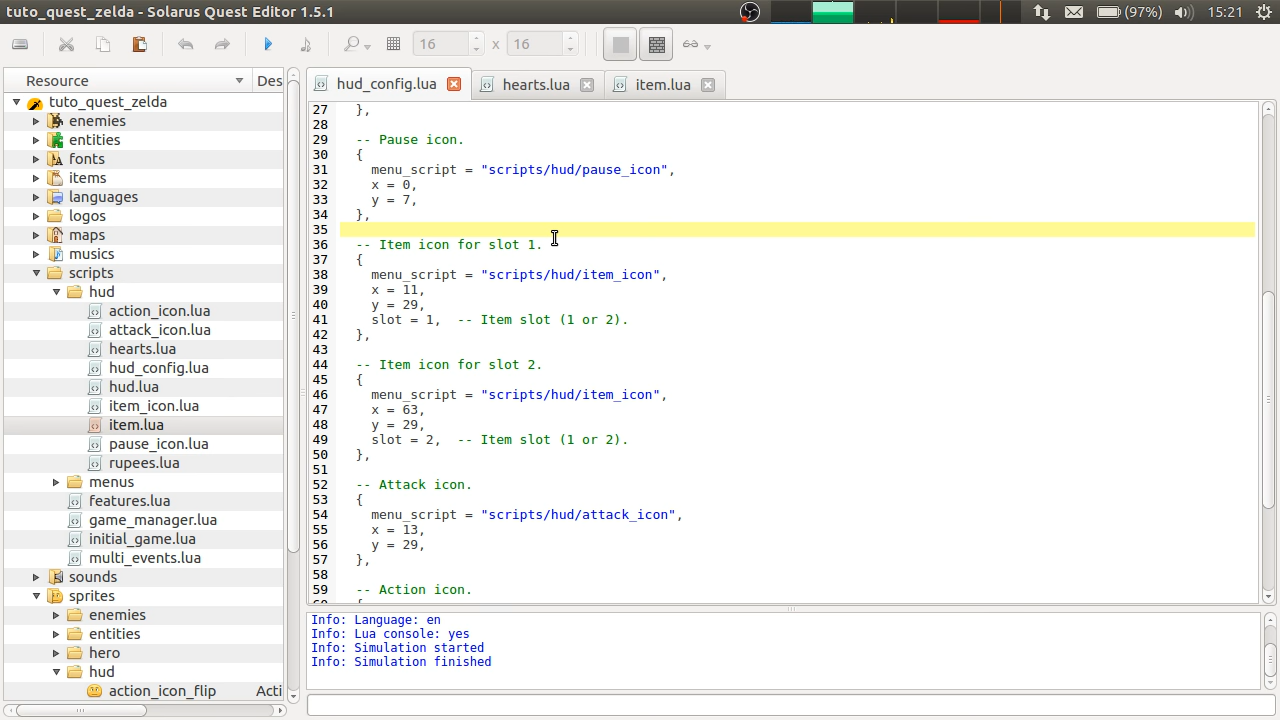 tuto_quest_zelda - Solarus Quest Editor 1.5.1
(97%)
15:21
16
x
16
Resource
Des
tuto_quest_zelda
enemies
entities
fonts
items
languages
logos
maps
musics
scripts
hud
action_icon.lua
attack_icon.lua
hearts.lua
hud_config.lua
hud.lua
item_icon.lua
item.lua
pause_icon.lua
rupees.lua
menus
features.lua
game_manager.lua
initial_game.lua
multi_events.lua
sounds
sprites
enemies
entities
hero
hud
action_icon_flip
Acti
hud_config.lua
hearts.lua
item.lua
27 },
28
29 -- Pause icon.
30 {
31 menu_script = "scripts/hud/pause_icon",
32 x = 0,
33 y = 7,
34 },
35
36 -- Item icon for slot 1.
37 {
38 menu_script = "scripts/hud/item_icon",
39 x = 11,
40 y = 29,
41 slot = 1,  -- Item slot (1 or 2).
42 },
43
44 -- Item icon for slot 2.
45 {
46 menu_script = "scripts/hud/item_icon",
47 x = 63,
48 y = 29,
49 slot = 2,  -- Item slot (1 or 2).
50 },
51
52 -- Attack icon.
53 {
54 menu_script = "scripts/hud/attack_icon",
55 x = 13,
56 y = 29,
57 },
58
59 -- Action icon.
Info: Language: en
Info: Lua console: yes
Info: Simulation started
Info: Simulation finished